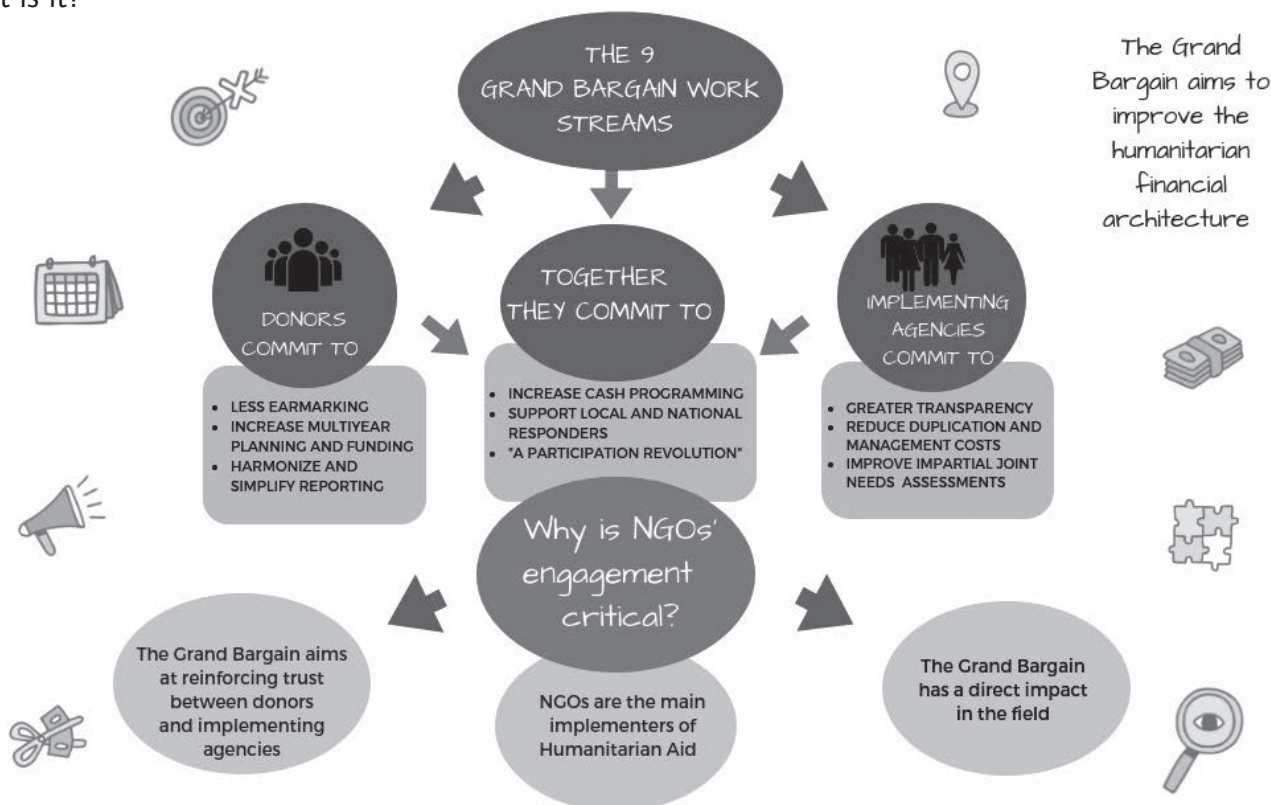 t is it?
THE 9
GRAND BARGAIN WORK
STREAMS
The Grand
Bargain aims to
improve the
humanitarian
financial
architecture
DONORS
COMMIT TO
• LESS EARMARKING
• INCREASE MULTIYEAR
PLANNING AND FUNDING
• HARMONIZE AND
SIMPLIFY REPORTING
TOGETHER
THEY COMMIT TO
• INCREASE CASH PROGRAMMING
• SUPPORT LOCAL AND NATIONAL
RESPONDERS
• "A PARTICIPATION REVOLUTION"
IMPLEMENTING
AGENCIES
COMMIT TO
• GREATER TRANSPARENCY
• REDUCE DUPLICATION AND
MANAGEMENT COSTS
• IMPROVE IMPARTIAL JOINT
NEEDS ASSESSMENTS
Why is NGOs'
engagement
critical?
The Grand Bargain aims
at reinforcing trust
between donors
and implementing
agencies
NGOs are the main
implementers of
Humanitarian Aid
The Grand Bargain
has a direct impact
in the field